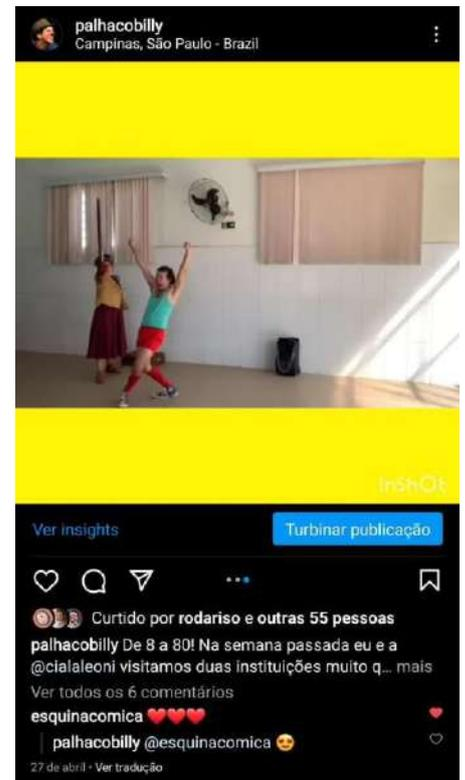 palhacobilly
Campinas, São Paulo - Brazil
InShOt
Ver insights
Turbinar publicação
Curtido por rodariso e outras 55 pessoas
palhacobilly De 8 a 80! Na semana passada eu e a
@cialaleoni visitamos duas instituições muito q... mais
Ver todos os 6 comentários
esquinacomica ❤️❤️❤️
palhacobilly @esquinacomica 😍
27 de abril • Ver tradução